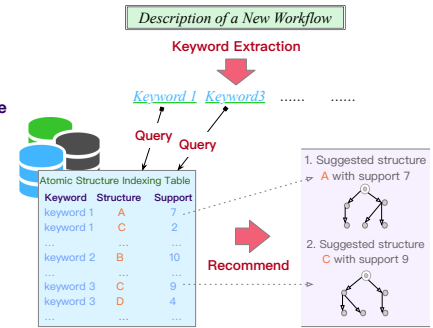 Description of a New Workflow
Keyword Extraction
Keyword 1 Keyword3 ...... ......
Query
Query
Atomic Structure Indexing Table
Keyword Structure Support
keyword 1 A 7
keyword 1 C 2
... ... ...
keyword 2 B 10
... ... ...
keyword 3 C 9
keyword 3 D 4
... ... ...
Recommend
1. Suggested structure
A with support 7
2. Suggested structure
C with support 9